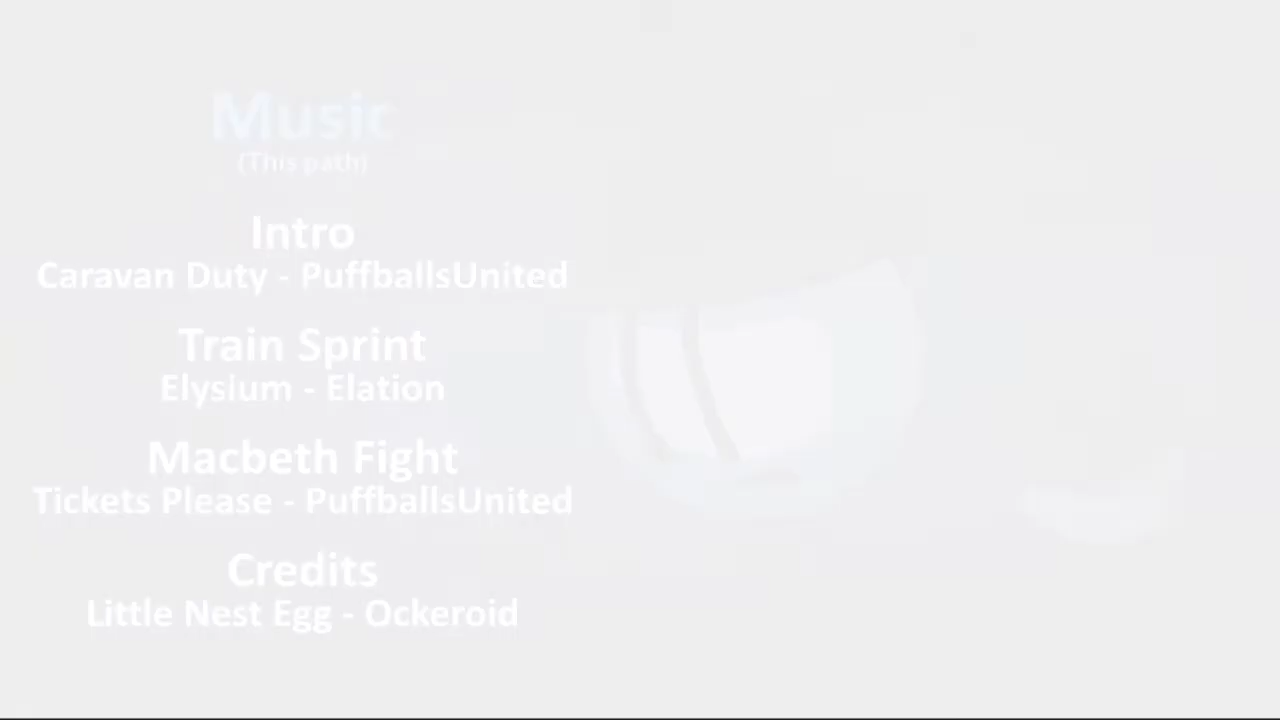 Music
(This path)
Intro
Caravan Duty - PuffballsUnited
Train Sprint
Elysium - Elation
Macbeth Fight
Tickets Please - PuffballsUnited
Credits
Little Nest Egg - Ockeroid